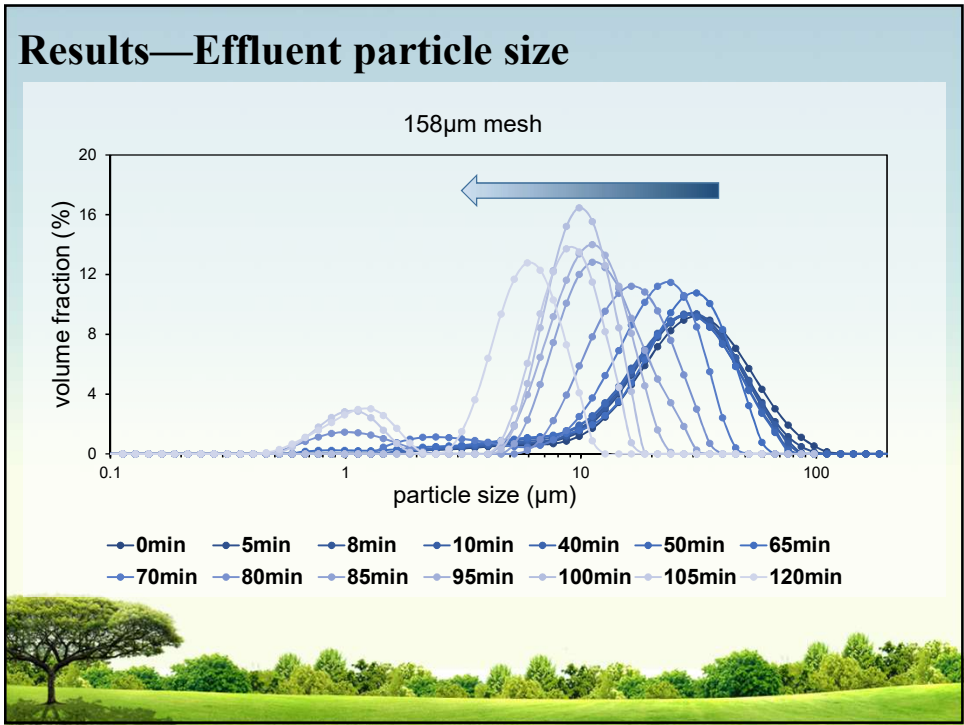 Results—Effluent particle size
158μm mesh
20
16
12
8
4
0
volume fraction (%)
0.1 1 10 100
particle size (μm)
0min 5min 8min 10min 40min 50min 65min
70min 80min 85min 95min 100min 105min 120min